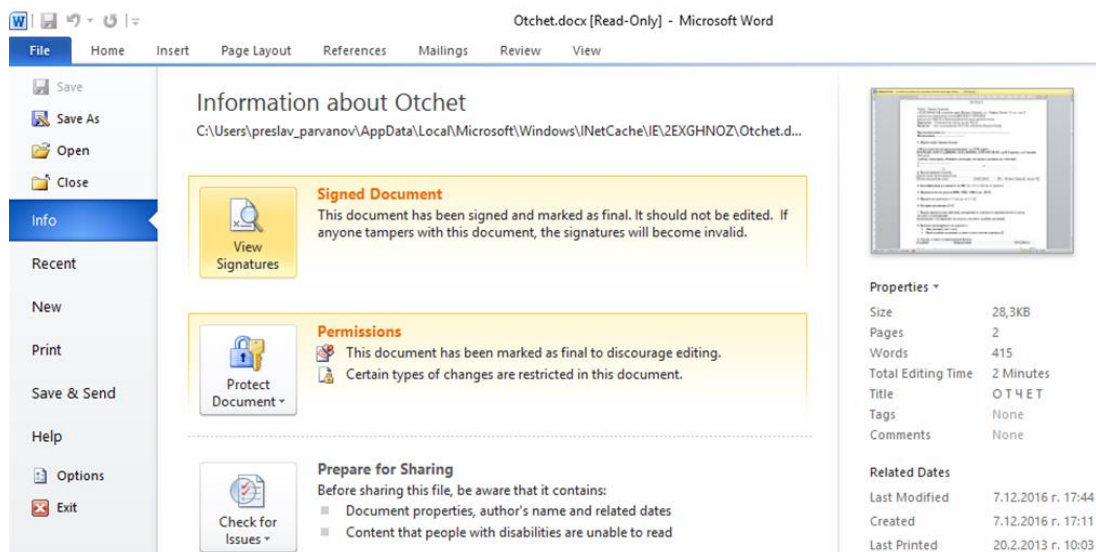 Otchet.docx [Read-Only] - Microsoft Word
File Home Insert Page Layout References Mailings Review View
Save
Save As
Open
Close
Info
Recent
New
Print
Save & Send
Help
Options
Exit
Information about Otchet
C:\Users\preslav_parvanov\AppData\Local\Microsoft\Windows\INetCache\IE\2EXGHNOZ\Otchet.d...
View
Signatures
Signed Document
This document has been signed and marked as final. It should not be edited. If
anyone tampers with this document, the signatures will become invalid.
Protect
Document
Permissions
This document has been marked as final to discourage editing.
Certain types of changes are restricted in this document.
Check for
Issues
Prepare for Sharing
Before sharing this file, be aware that it contains:
Document properties, author's name and related dates
Content that people with disabilities are unable to read
Properties
Size 28,3KB
Pages 2
Words 415
Total Editing Time 2 Minutes
Title О Т Ч Е Т
Tags None
Comments None
Related Dates
Last Modified 7.12.2016 г. 17:44
Created 7.12.2016 г. 17:11
Last Printed 20.2.2013 г. 10:03